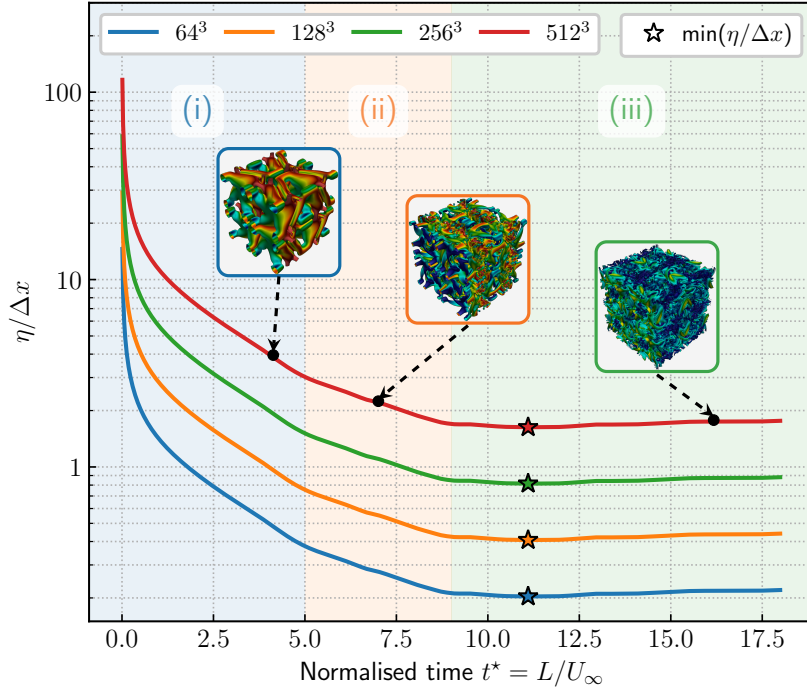 64³ 128³ 256³ 512³ min(η/Δx)
(i) (ii) (iii)
100
10
1
η/Δx
0.0 2.5 5.0 7.5 10.0 12.5 15.0 17.5
Normalised time t⋆ = L/U∞